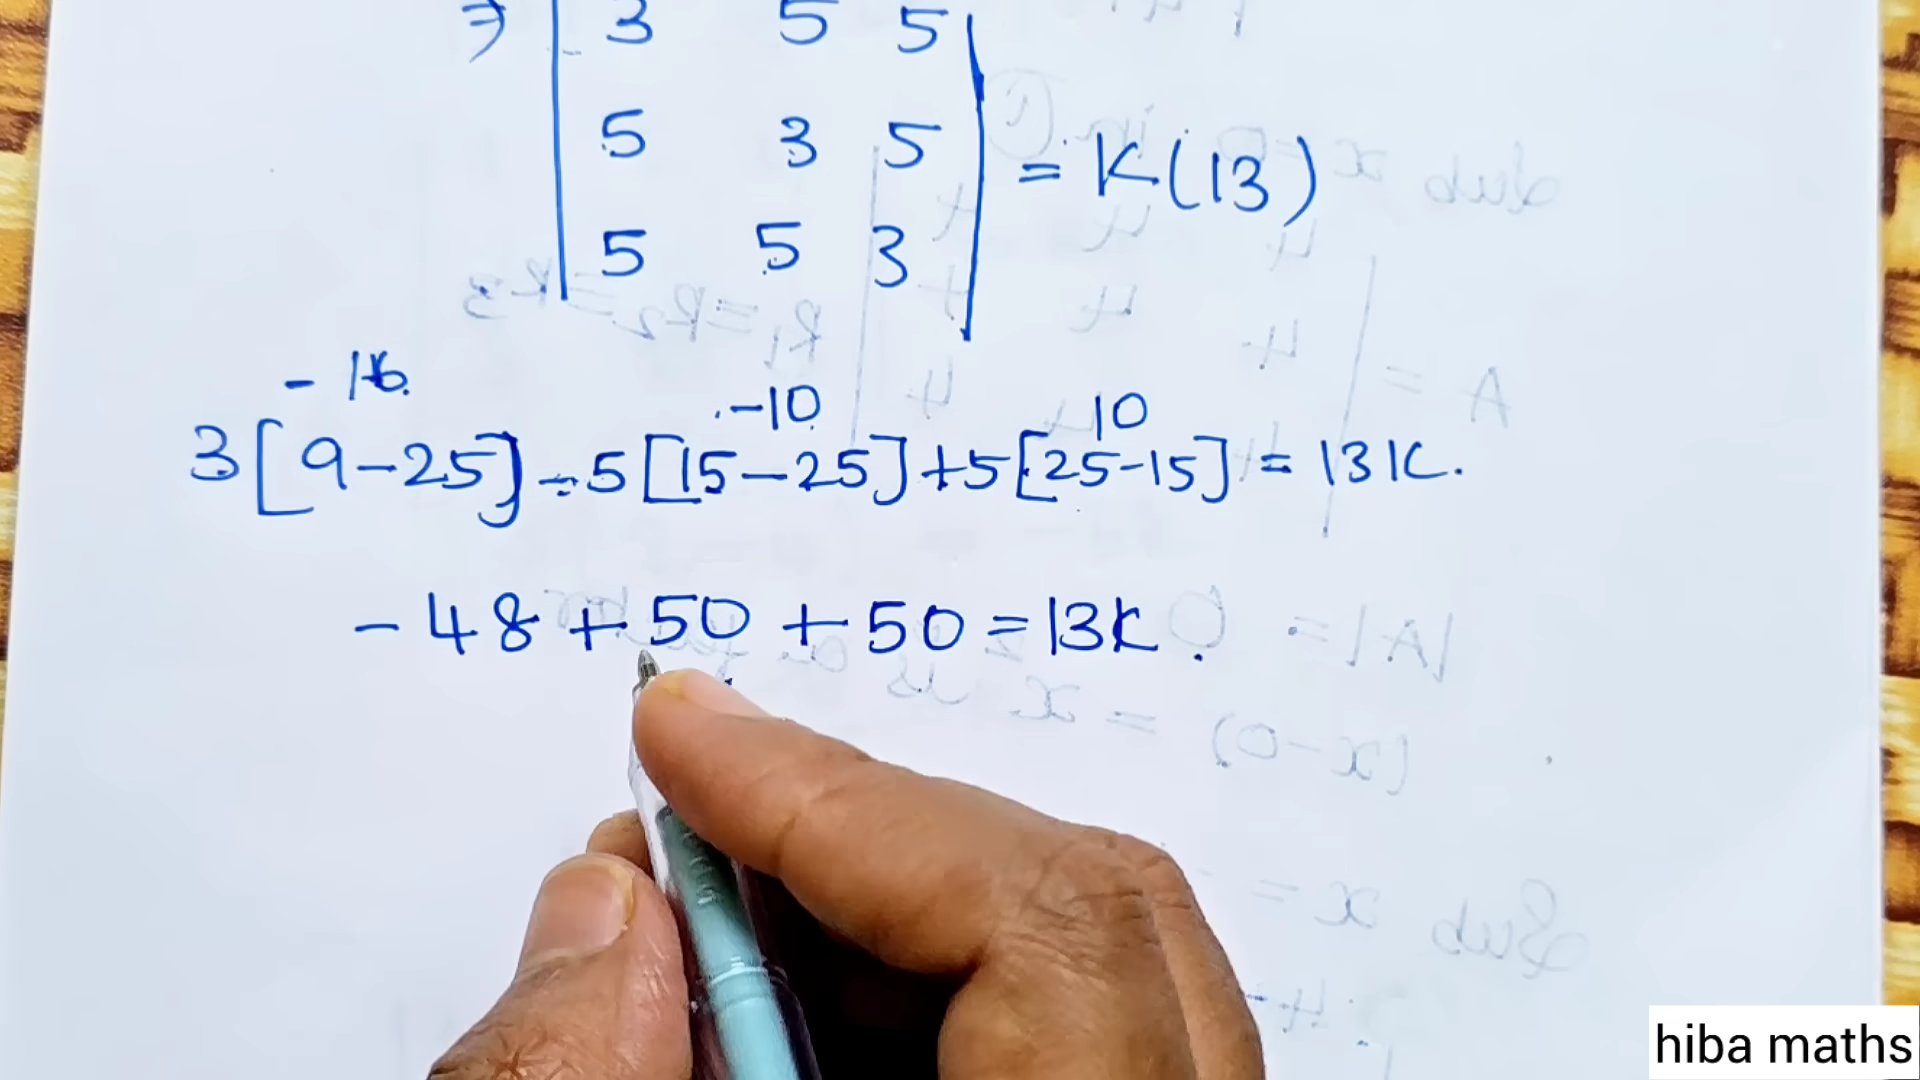 ⇒ | 3 5 5 |
| 5 3 5 | = K(13)
| 5 5 3 |
-16 -10 10
3[9-25]-5[15-25]+5[25-15] = 13K.
-48 + 50 + 50 = 13K.
hiba maths